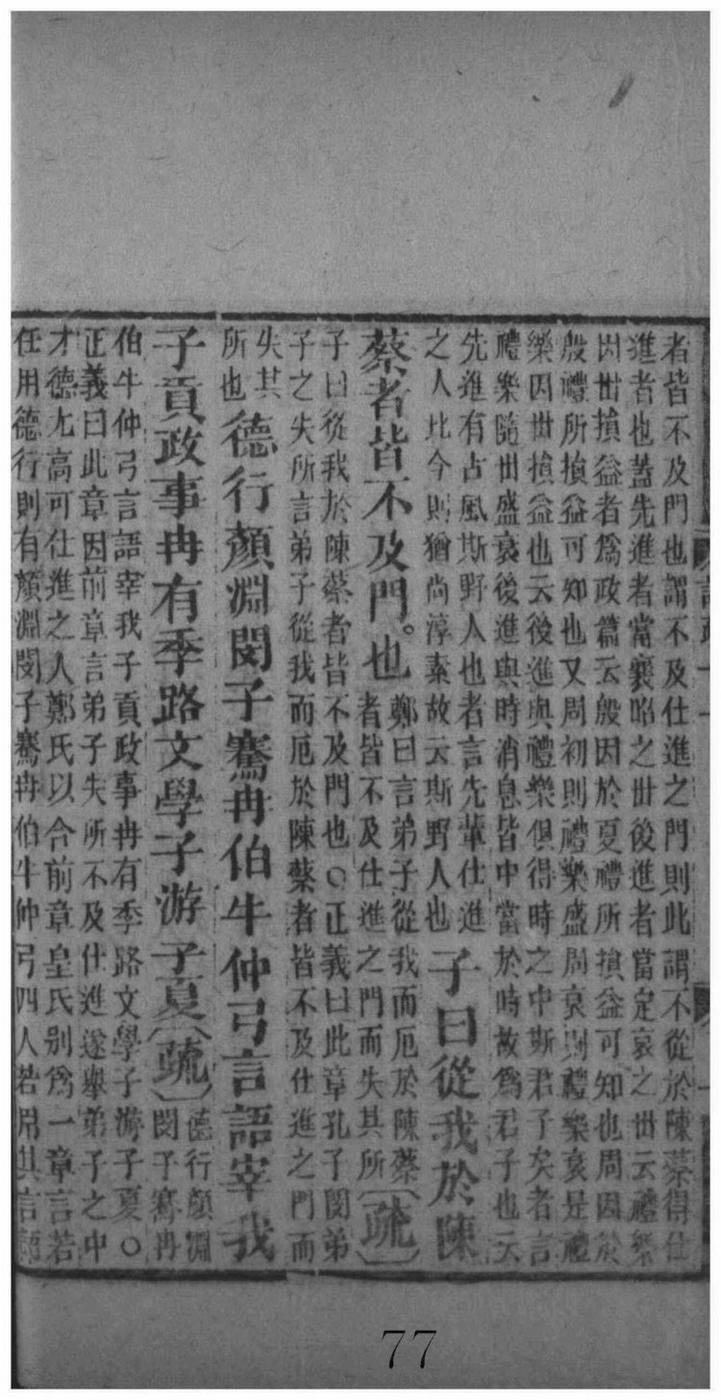 者皆不及門也謂不及仕進之門則此謂不從於陳蔡得仕
進者也蓋先進者當襄昭之世後進者當定哀之世云禮樂
因世損益者爲政篇云殷因於夏禮所損益可知也周因於
殷禮所損益可知也又周初則禮樂盛周衰則禮樂衰是禮
樂因世損益也云後進與禮樂俱得時之中斯君子矣者言
禮樂隨世盛衰後進與時消息皆中當於時故爲君子也云
先進有古風斯野人也者言先輩仕進
之人比今則猶尚淳素故云斯野人也
子曰從我於陳
蔡者皆不及門。也
鄭曰言弟子從我而厄於陳蔡
者皆不及仕進之門而失其所
〔疏〕
子曰從我於陳蔡者皆不及門也○正義曰此章孔子閔弟
子之失所言弟子從我而厄於陳蔡者皆不及仕進之門而
失其
所也
德行顏淵閔子騫冉伯牛仲弓言語宰我
子貢政事冉有季路文學子游子夏〔疏〕
德行顏淵
閔子騫冉
伯牛仲弓言語宰我子貢政事冉有季路文學子游子夏○
正義曰此章因前章言弟子失所不及仕進遂舉弟子之中
才德尤高可仕進之人鄭氏以合前章皇氏別爲一章言若
任用德行則有顏淵閔子騫冉伯牛仲弓四人若用其言語
77